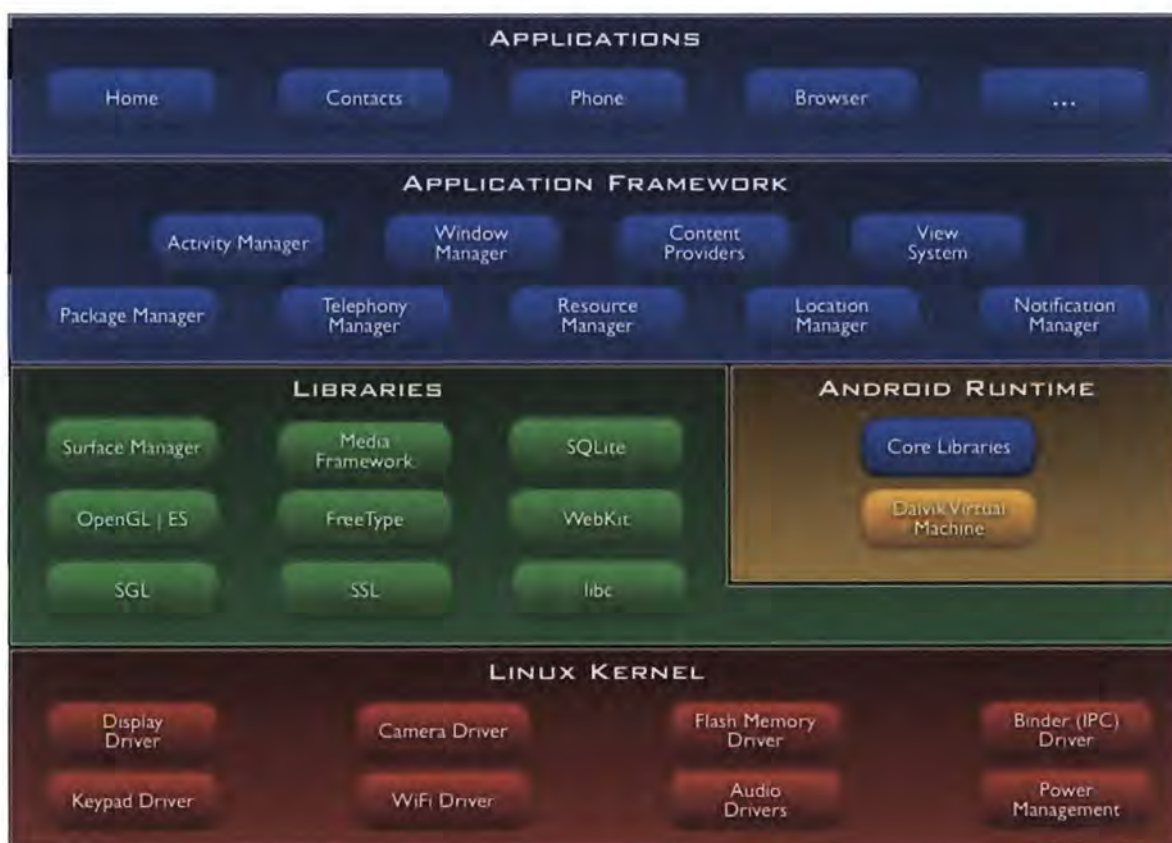 APPLICATIONS
Home
Contacts
Phone
Browser
...
APPLICATION FRAMEWORK
Activity Manager
Window
Manager
Content
Providers
View
System
Package Manager
Telephony
Manager
Resource
Manager
Location
Manager
Notification
Manager
LIBRARIES
Surface Manager
Media
Framework
SQLite
OpenGL | ES
FreeType
WebKit
SGL
SSL
libc
ANDROID RUNTIME
Core Libraries
Dalvik Virtual
Machine
LINUX KERNEL
Display
Driver
Camera Driver
Flash Memory
Driver
Binder (IPC)
Driver
Keypad Driver
WiFi Driver
Audio
Drivers
Power
Management